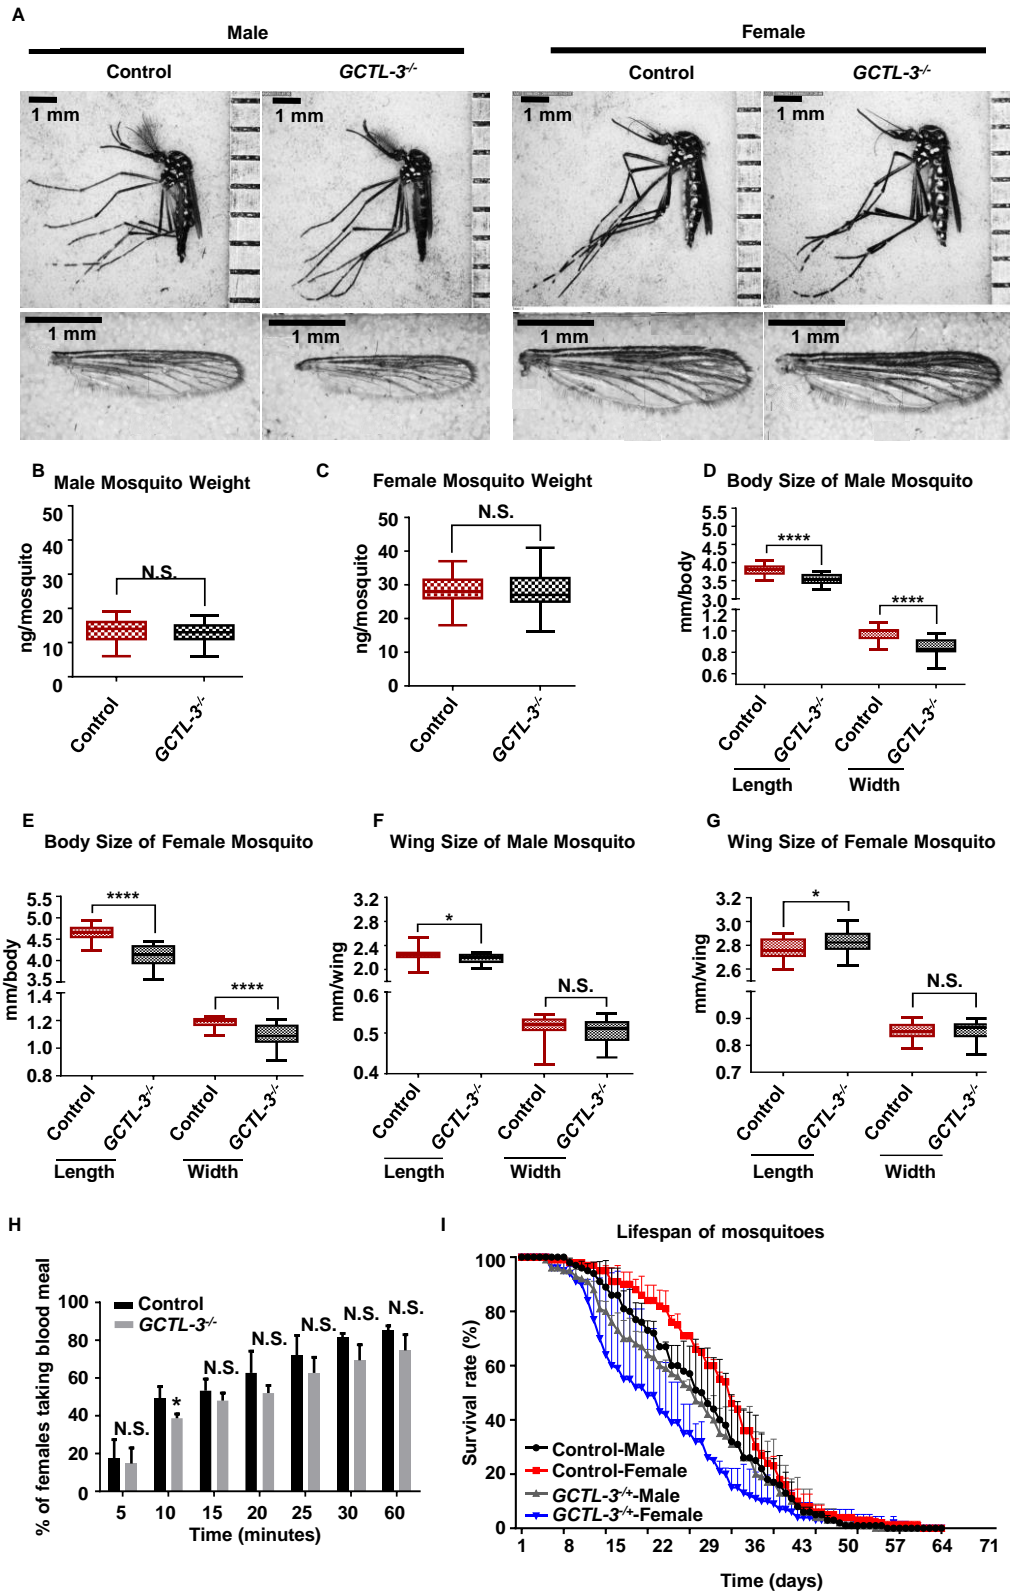 A
Male
Female
Control
GCTL-3-/-
Control
GCTL-3-/-
1 mm
1 mm
1 mm
1 mm
1 mm
1 mm
1 mm
1 mm
B
Male Mosquito Weight
ng/mosquito
50
40
30
20
10
0
N.S.
Control
GCTL-3-/-
C
Female Mosquito Weight
ng/mosquito
50
40
30
20
10
0
N.S.
Control
GCTL-3-/-
D
Body Size of Male Mosquito
mm/body
5.5
5.0
4.5
4.0
3.5
3.0
1.0
0.8
0.6
****
****
Control
GCTL-3-/-
Control
GCTL-3-/-
Length
Width
E
Body Size of Female Mosquito
mm/body
5.5
5.0
4.5
4.0
3.5
1.4
1.2
1.0
0.8
****
****
Control
GCTL-3-/-
Control
GCTL-3-/-
Length
Width
F
Wing Size of Male Mosquito
mm/wing
3.2
2.8
2.4
2.0
0.6
0.5
0.4
*
N.S.
Control
GCTL-3-/-
Control
GCTL-3-/-
Length
Width
G
Wing Size of Female Mosquito
mm/wing
3.2
3.0
2.8
2.6
0.9
0.8
0.7
*
N.S.
Control
GCTL-3-/-
Control
GCTL-3-/-
Length
Width
H
% of females taking blood meal
100
80
60
40
20
0
Control
GCTL-3-/-
N.S.
*
N.S.
N.S.
N.S.
N.S.
N.S.
5 10 15 20 25 30 60
Time (minutes)
I
Lifespan of mosquitoes
Survival rate (%)
100
80
60
40
20
0
Control-Male
Control-Female
GCTL-3-/+-Male
GCTL-3-/+-Female
1 8 15 22 29 36 43 50 57 64 71
Time (days)